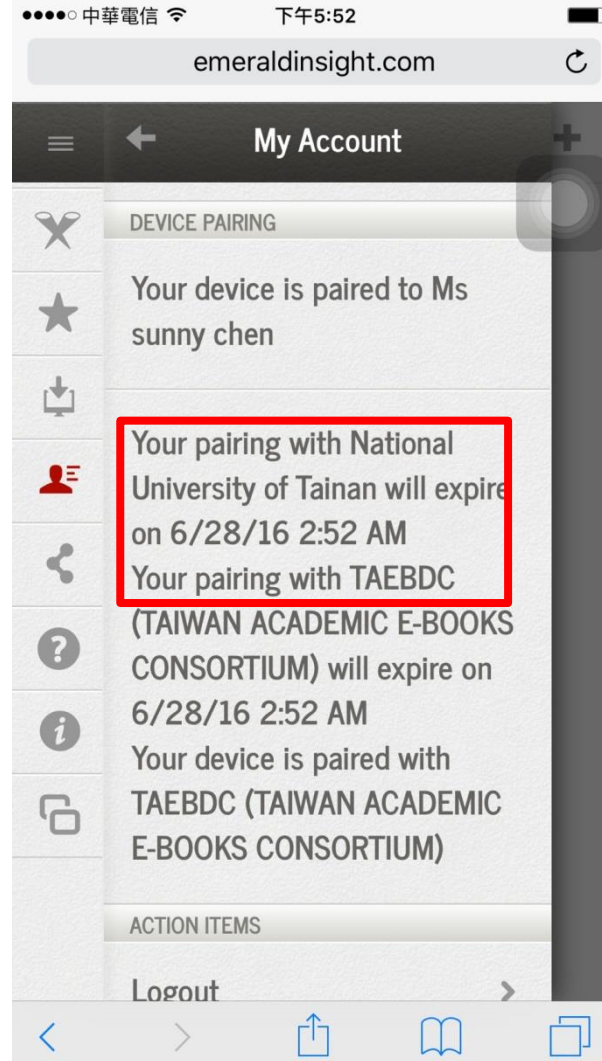 中華電信 下午5:52
emeraldinsight.com
My Account
DEVICE PAIRING
Your device is paired to Ms
sunny chen
Your pairing with National
University of Tainan will expire
on 6/28/16 2:52 AM
Your pairing with TAEBDC
(TAIWAN ACADEMIC E-BOOKS
CONSORTIUM) will expire on
6/28/16 2:52 AM
Your device is paired with
TAEBDC (TAIWAN ACADEMIC
E-BOOKS CONSORTIUM)
ACTION ITEMS
Logout